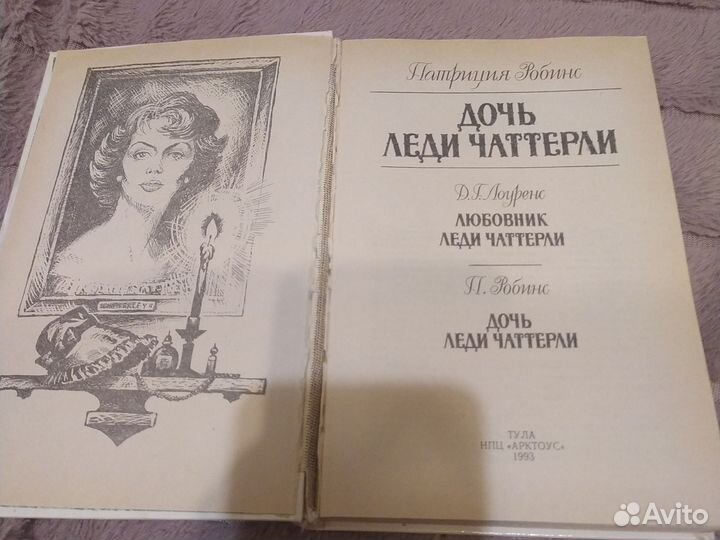 Патриция Робинс
ДОЧЬ
ЛЕДИ ЧАТТЕРЛИ
Д.Г. Лоуренс
ЛЮБОВНИК
ЛЕДИ ЧАТТЕРЛИ
П. Робинс
ДОЧЬ
ЛЕДИ ЧАТТЕРЛИ
ТУЛА
НПЦ «АРКТОУС»
1993
Avito